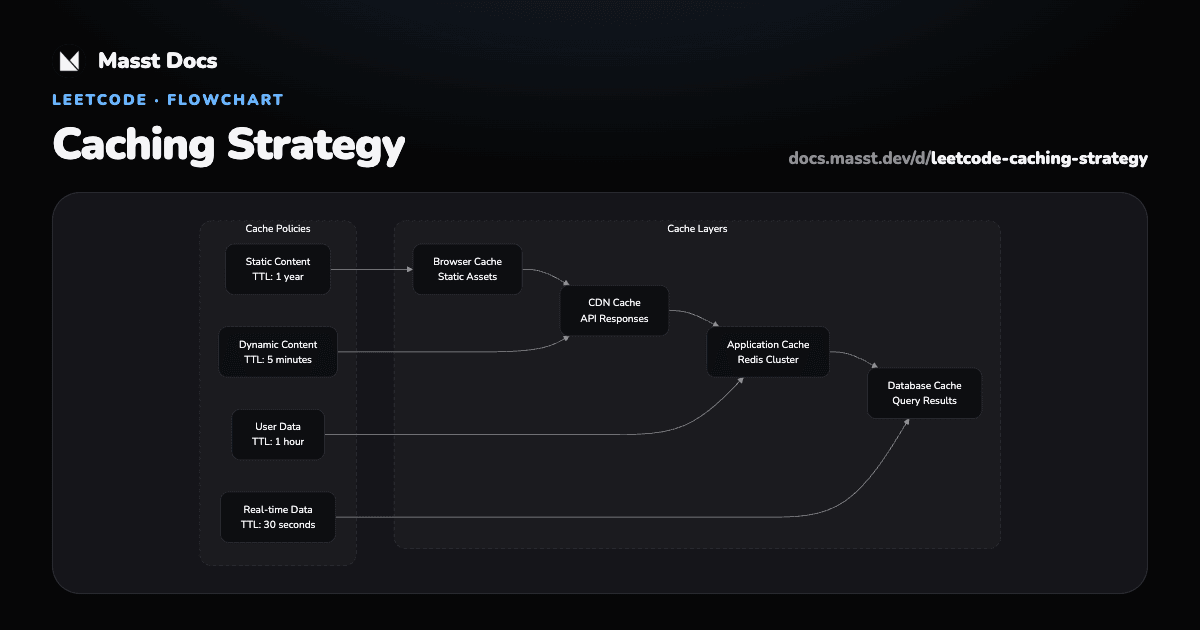 Masst Docs
LEETCODE · FLOWCHART
Caching Strategy
docs.masst.dev/d/leetcode-caching-strategy
Cache Policies
Static Content
TTL: 1 year
Dynamic Content
TTL: 5 minutes
User Data
TTL: 1 hour
Real-time Data
TTL: 30 seconds
Cache Layers
Browser Cache
Static Assets
CDN Cache
API Responses
Application Cache
Redis Cluster
Database Cache
Query Results